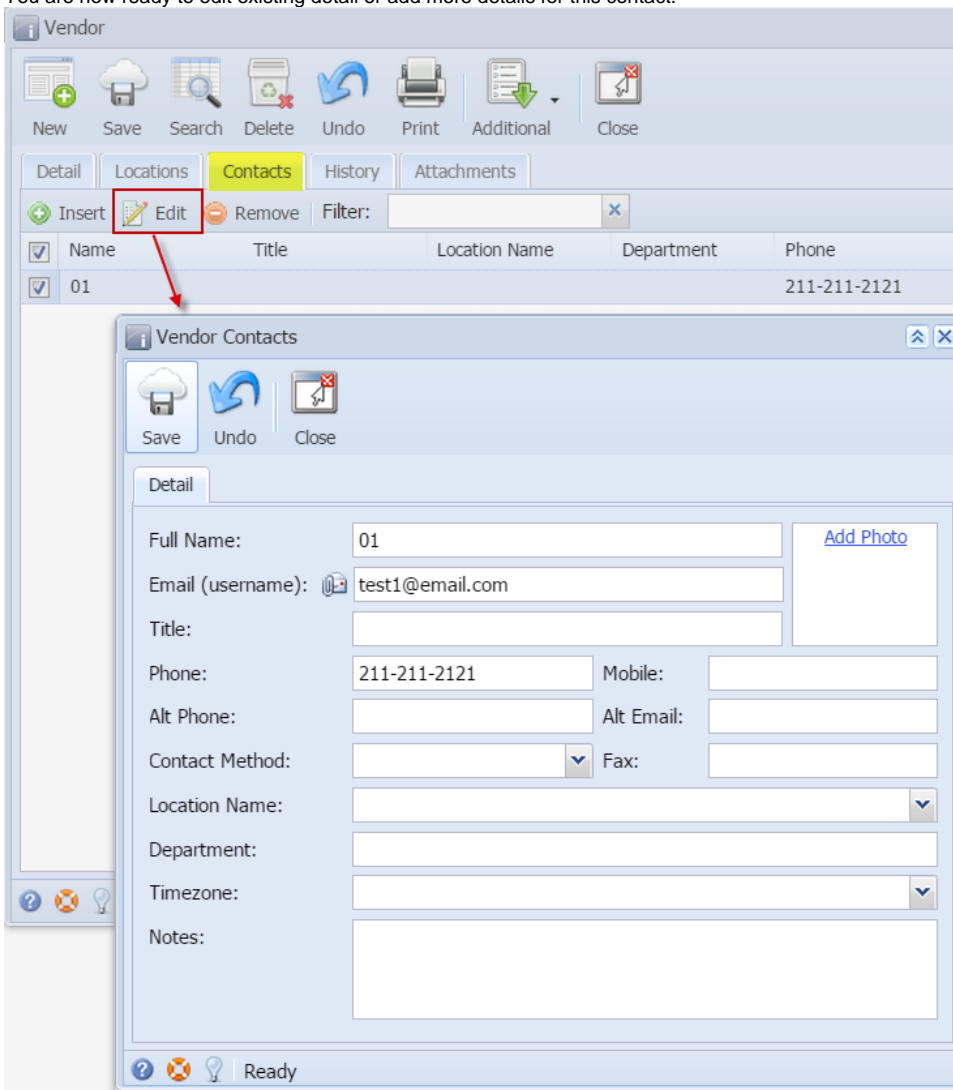 You are now ready to edit existing detail or add more details for this contact.
Vendor
New Save Search Delete Undo Print Additional Close
Detail Locations Contacts History Attachments
Insert Edit Remove Filter:
Name Title Location Name Department Phone
01 211-211-2121
Vendor Contacts
Save Undo Close
Detail
Full Name: 01 Add Photo
Email (username): test1@email.com
Title:
Phone: 211-211-2121 Mobile:
Alt Phone: Alt Email:
Contact Method: Fax:
Location Name:
Department:
Timezone:
Notes:
Ready